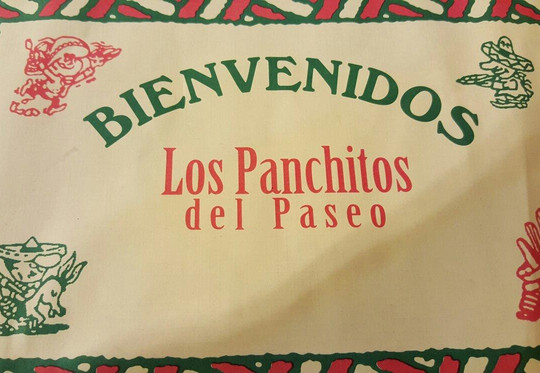 BIENVENIDOS
Los Panchitos
del Paseo